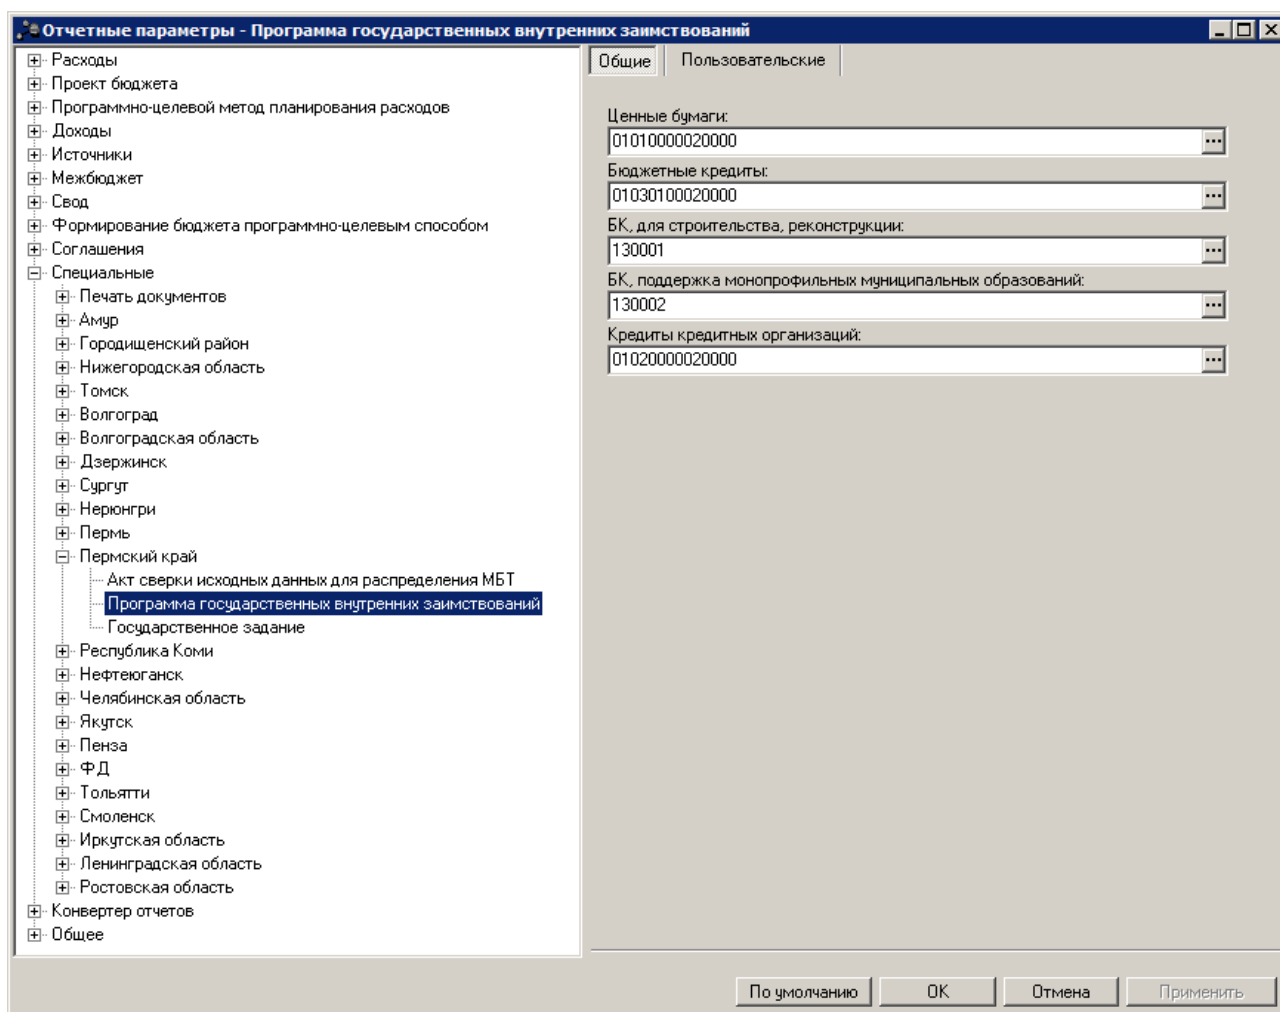 Отчетные параметры - Программа государственных внутренних заимствований
Расходы
Проект бюджета
Программно-целевой метод планирования расходов
Доходы
Источники
Межбюджет
Свод
Формирование бюджета программно-целевым способом
Соглашения
Специальные
Печать документов
Амур
Городищенский район
Нижегородская область
Томск
Волгоград
Волгоградская область
Дзержинск
Сургут
Нерюнгри
Пермь
Пермский край
Акт сверки исходных данных для распределения МБТ
Программа государственных внутренних заимствований
Государственное задание
Республика Коми
Нефтеюганск
Челябинская область
Якутск
Пенза
ФД
Тольятти
Смоленск
Иркутская область
Ленинградская область
Ростовская область
Конвертер отчетов
Общее
Общие Пользовательские
Ценные бумаги:
01010000020000
Бюджетные кредиты:
01030100020000
БК, для строительства, реконструкции:
130001
БК, поддержка монопрофильных муниципальных образований:
130002
Кредиты кредитных организаций:
01020000020000
По умолчанию OK Отмена Применить